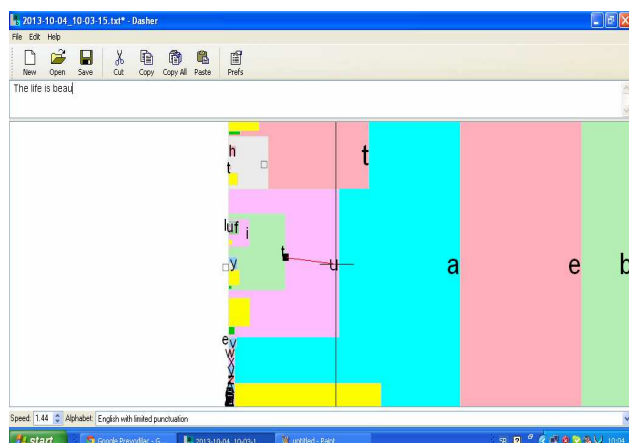 2013-10-04_10-03-15.txt* - Dasher
File Edit Help
New Open Save Cut Copy Copy All Paste Prefs
The life is beau
h
t t
luf i
t
y u a e b
e v
w
x
y
z
Speed: 1.44 Alphabet: English with limited punctuation
start Google Prevodilac - G... 2013-10-04_10-03-1... untitled - Paint SR 10:06